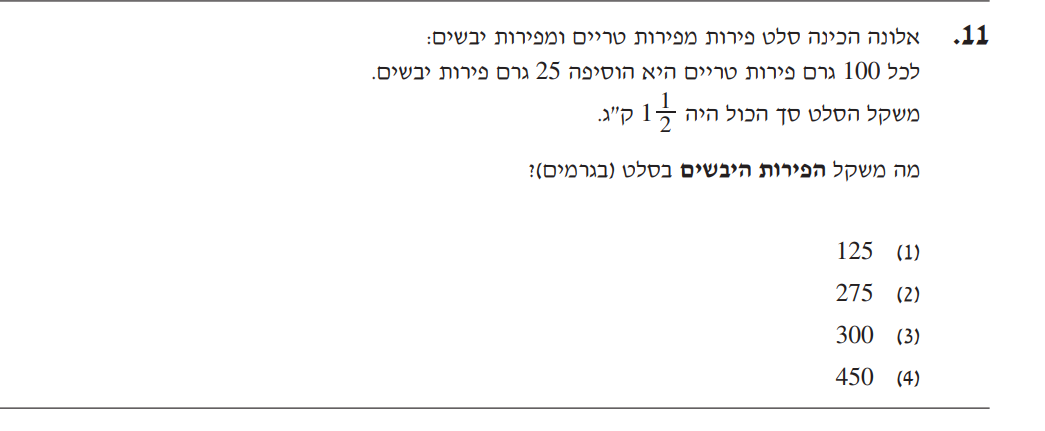 11. אלונה הכינה סלט פירות מפירות טריים ומפירות יבשים:
לכל 100 גרם פירות טריים היא הוסיפה 25 גרם פירות יבשים.
משקל הסלט סך הכול היה 1 1/2 ק"ג.
מה משקל הפירות היבשים בסלט (בגרמים)?
(1) 125
(2) 275
(3) 300
(4) 450